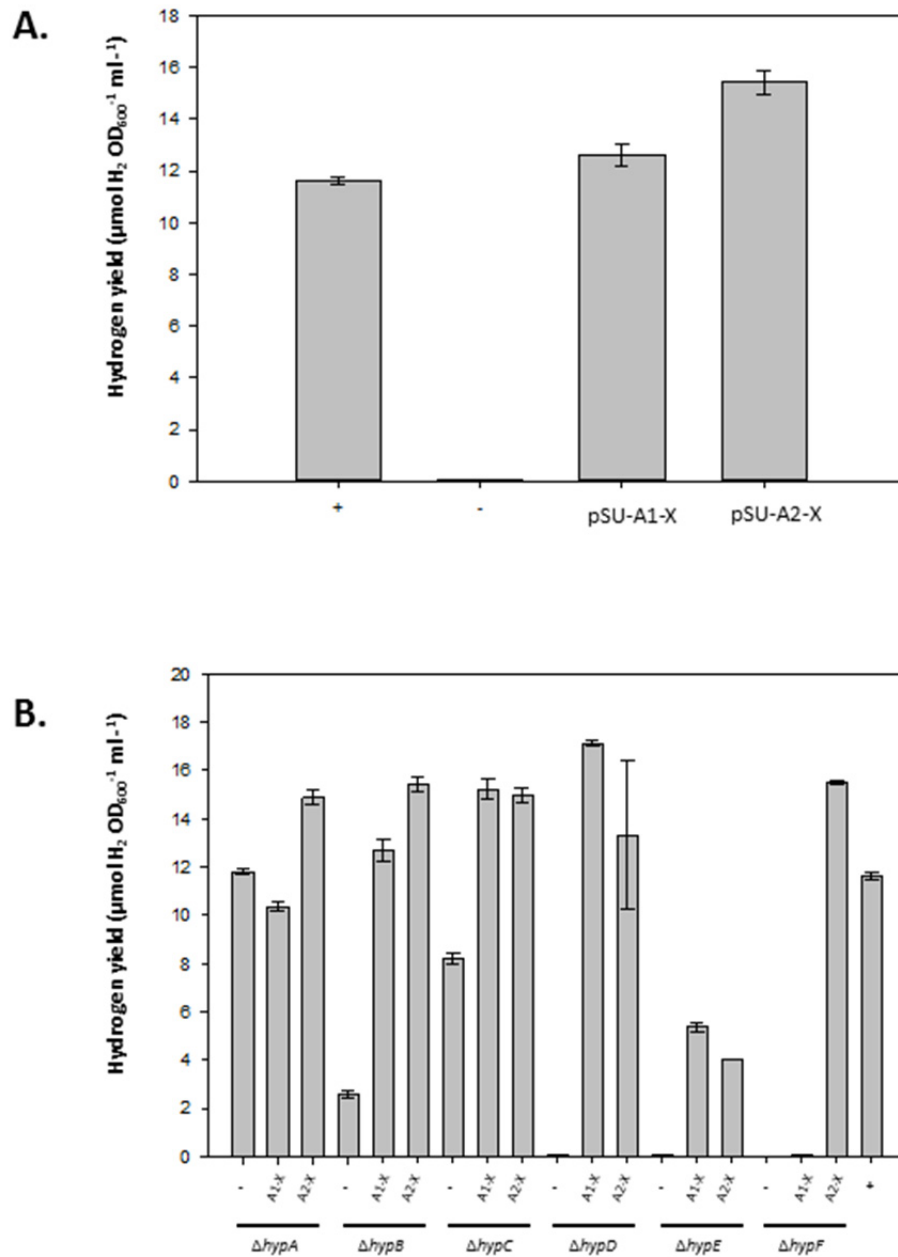 A.
Hydrogen yield (µmol H₂ OD₆₀₀⁻¹ ml⁻¹)
18
16
14
12
10
8
6
4
2
0
+
-
pSU-A1-X
pSU-A2-X
B.
Hydrogen yield (µmol H₂ OD₆₀₀⁻¹ ml⁻¹)
20
18
16
14
12
10
8
6
4
2
0
- A1-X A2-X - A1-X A2-X - A1-X A2-X - A1-X A2-X - A1-X A2-X - A1-X A2-X +
ΔhypA ΔhypB ΔhypC ΔhypD ΔhypE ΔhypF